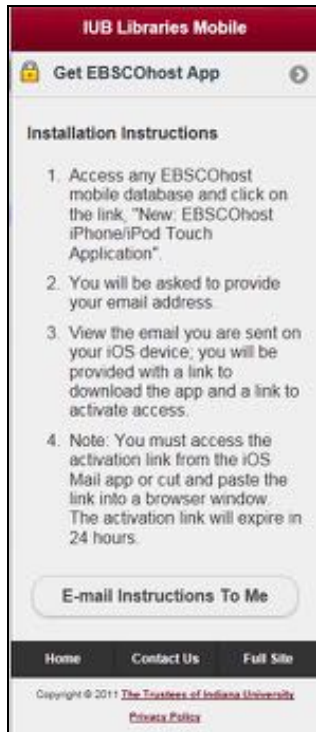 IUB Libraries Mobile
Get EBSCOhost App
Installation Instructions
1. Access any EBSCOhost
mobile database and click on
the link, "New: EBSCOhost
iPhone/iPod Touch
Application".
2. You will be asked to provide
your email address.
3. View the email you are sent on
your iOS device; you will be
provided with a link to
download the app and a link to
activate access.
4. Note: You must access the
activation link from the iOS
Mail app or cut and paste the
link into a browser window.
The activation link will expire in
24 hours.
E-mail Instructions To Me
Home Contact Us Full Site
Copyright © 2011 The Trustees of Indiana University
Privacy Policy